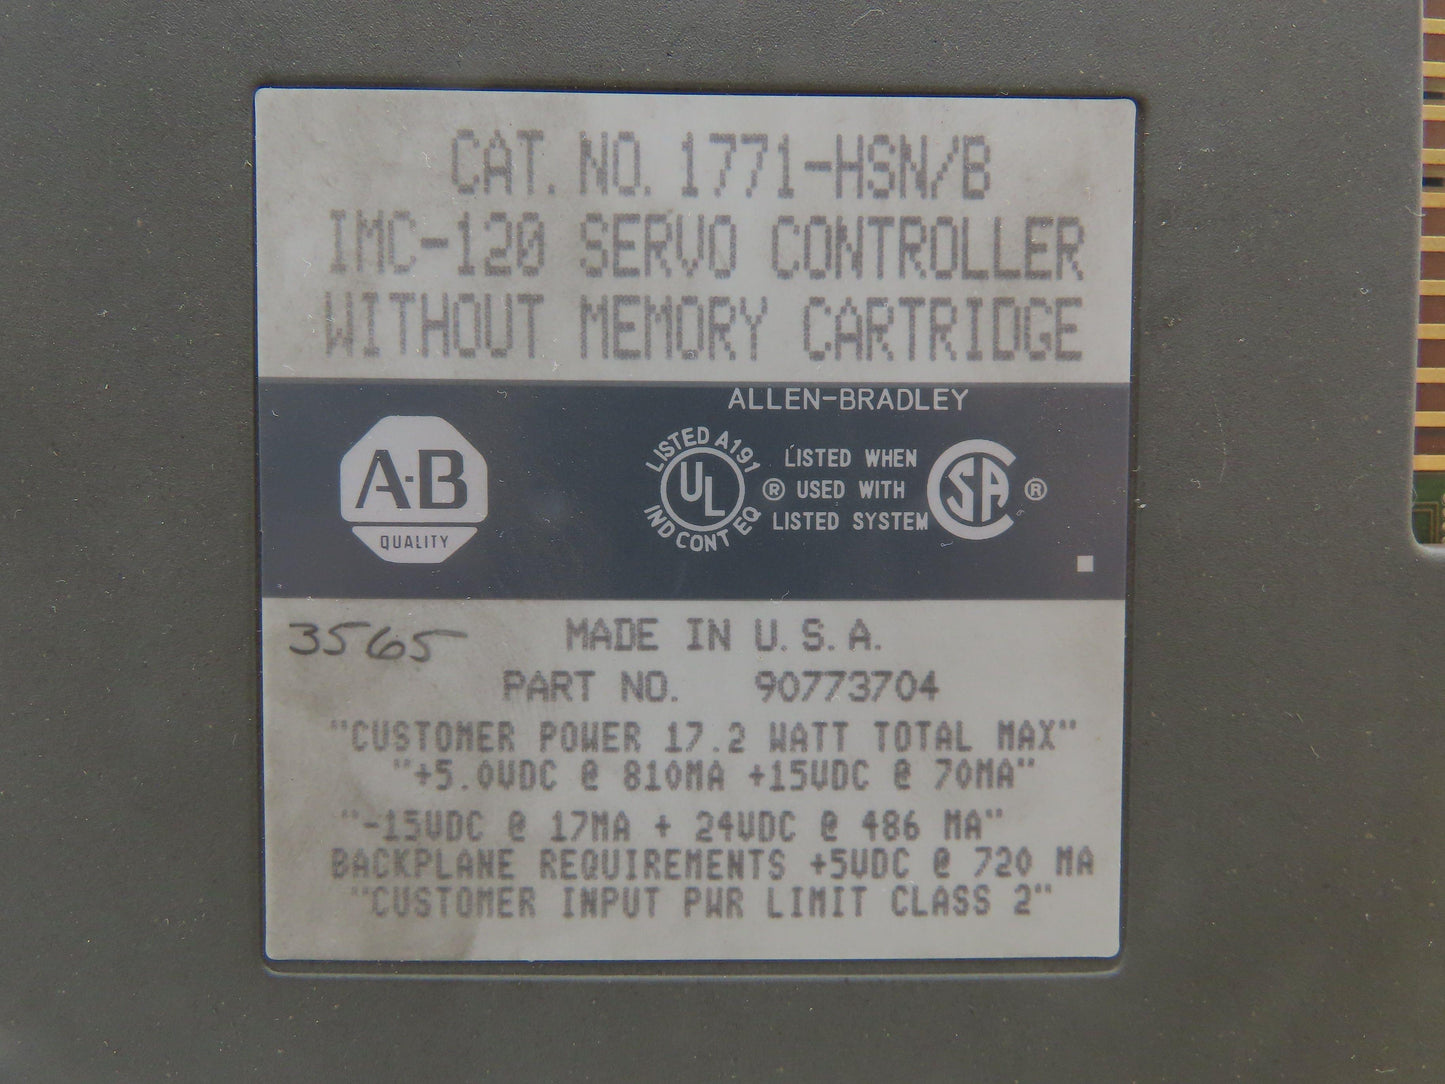 CAT. NO. 1771-HSN/B
IMC-120 SERVO CONTROLLER
WITHOUT MEMORY CARTRIDGE
ALLEN-BRADLEY
A-B
QUALITY
LISTED A191
UL
IND CONT EQ
®
LISTED WHEN
USED WITH
LISTED SYSTEM
SA
®
3565
MADE IN U.S.A.
PART NO. 90773704
"CUSTOMER POWER 17.2 WATT TOTAL MAX"
"+5.0VDC @ 810MA +15VDC @ 70MA"
"-15VDC @ 17MA + 24VDC @ 486 MA"
BACKPLANE REQUIREMENTS +5VDC @ 720 MA
"CUSTOMER INPUT PWR LIMIT CLASS 2"